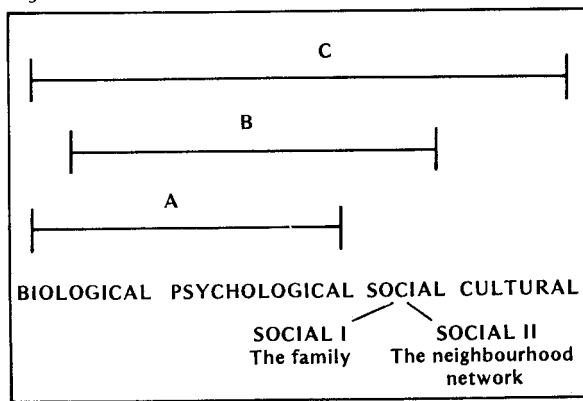 C
B
A
BIOLOGICAL PSYCHOLOGICAL SOCIAL CULTURAL
SOCIAL I SOCIAL II
The family The neighbourhood
network